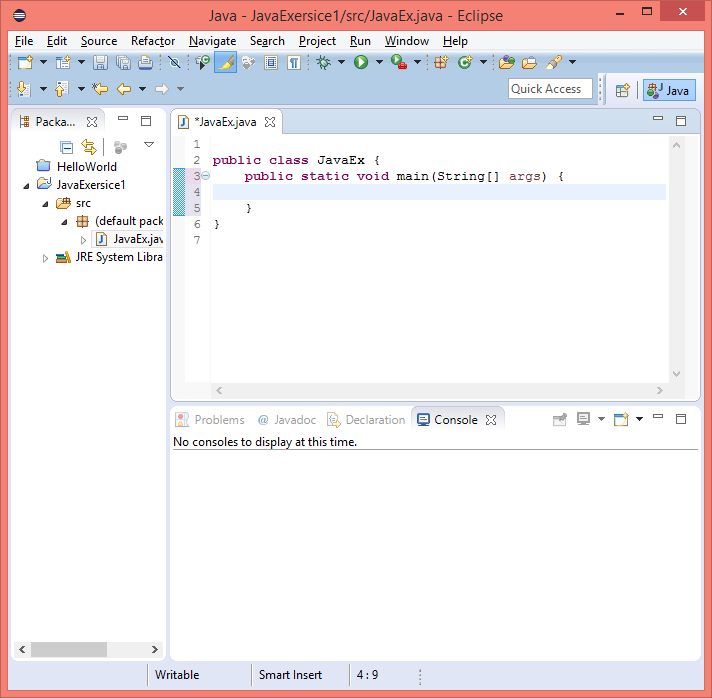 Java - JavaExersice1/src/JavaEx.java - Eclipse
File Edit Source Refactor Navigate Search Project Run Window Help
Quick Access
Java
Packa...
HelloWorld
JavaExersice1
src
(default pack
JavaEx.jav
JRE System Libra
*JavaEx.java
1
2 public class JavaEx {
3 public static void main(String[] args) {
4
5 }
6 }
7
Problems @ Javadoc Declaration Console
No consoles to display at this time.
Writable Smart Insert 4 : 9